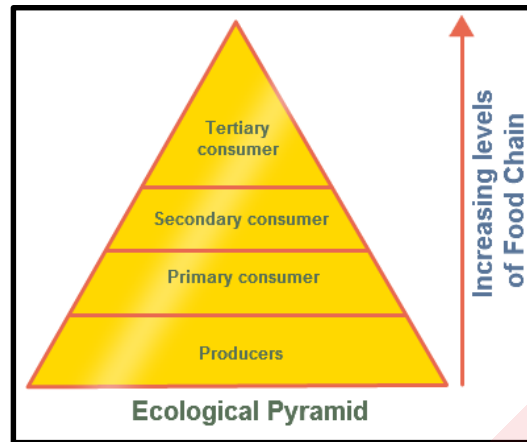 Tertiary
consumer
Secondary consumer
Primary consumer
Producers
Ecological Pyramid
Increasing levels
of Food Chain